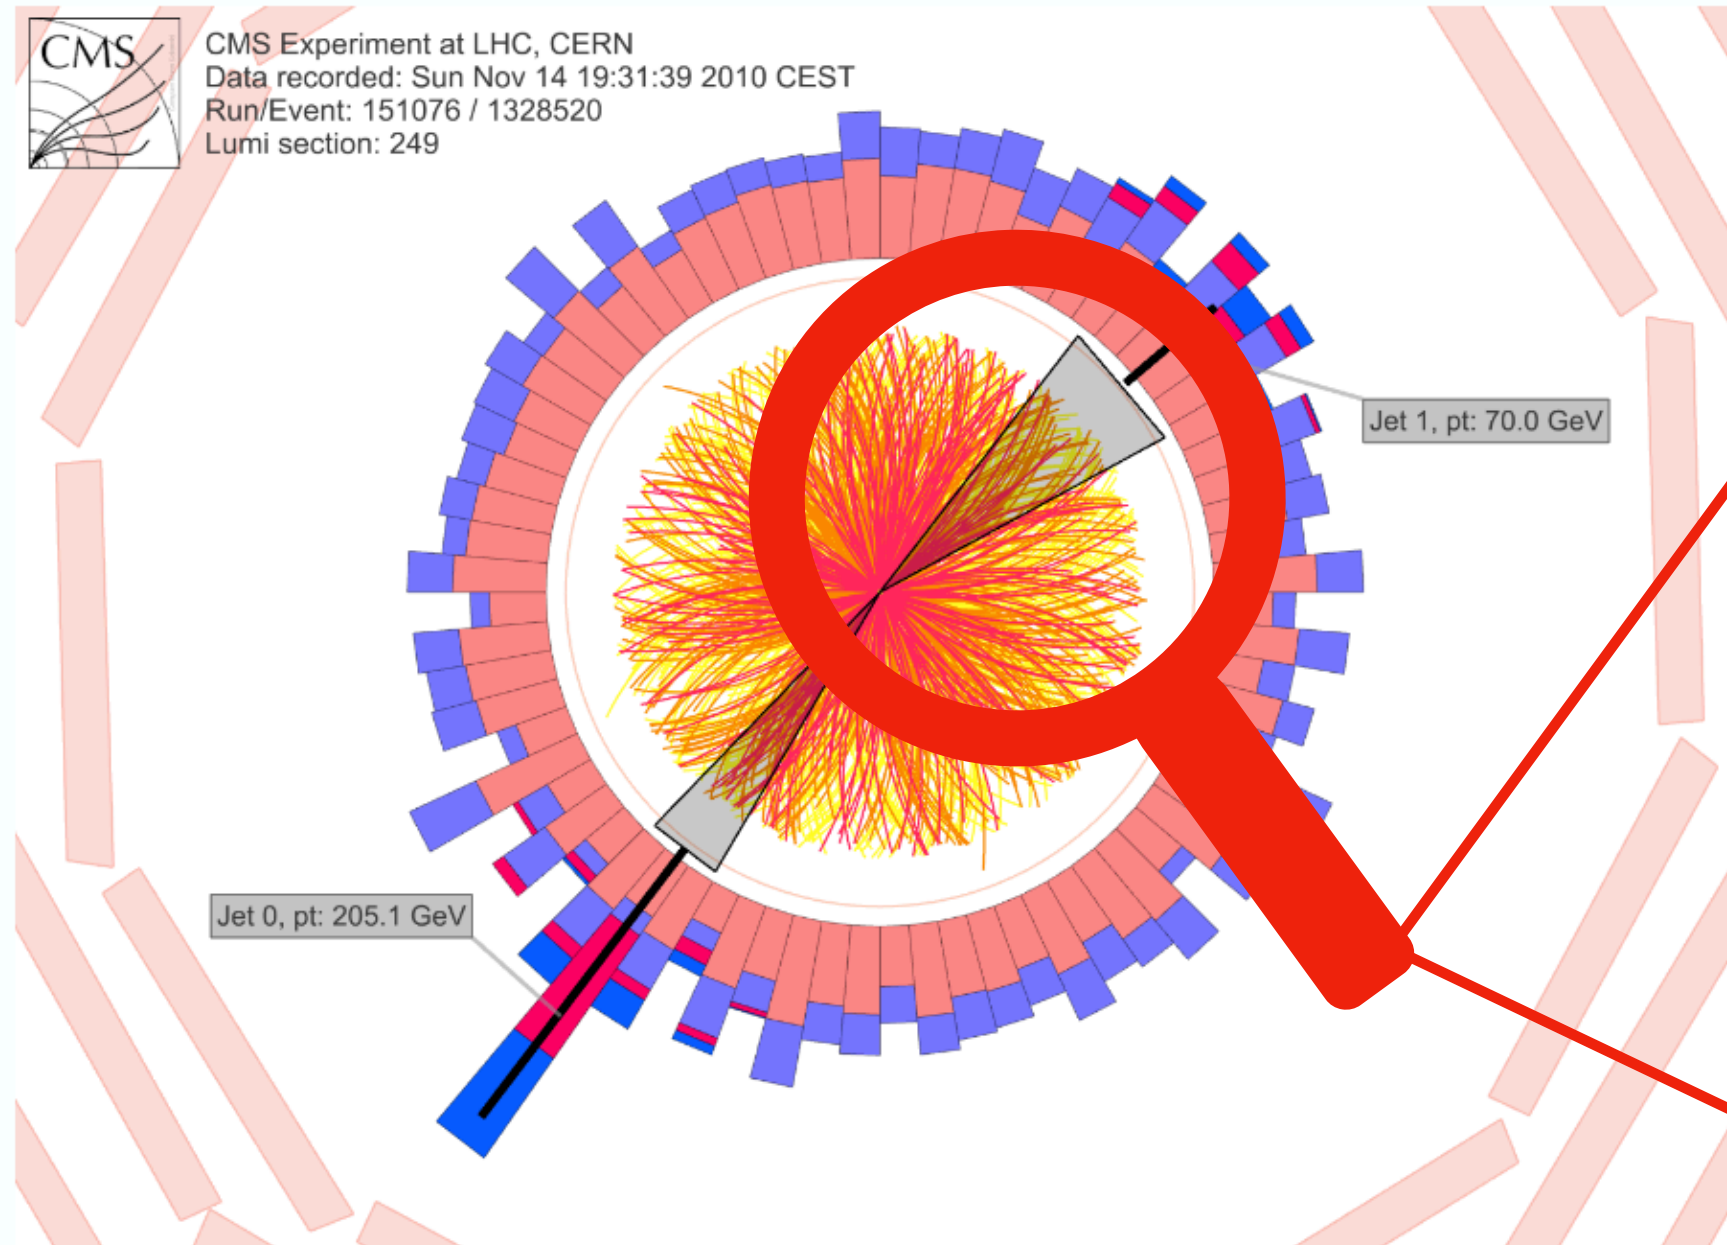 CMS
CMS Experiment at LHC, CERN
Data recorded: Sun Nov 14 19:31:39 2010 CEST
Run/Event: 151076 / 1328520
Lumi section: 249
Jet 1, pt: 70.0 GeV
Jet 0, pt: 205.1 GeV